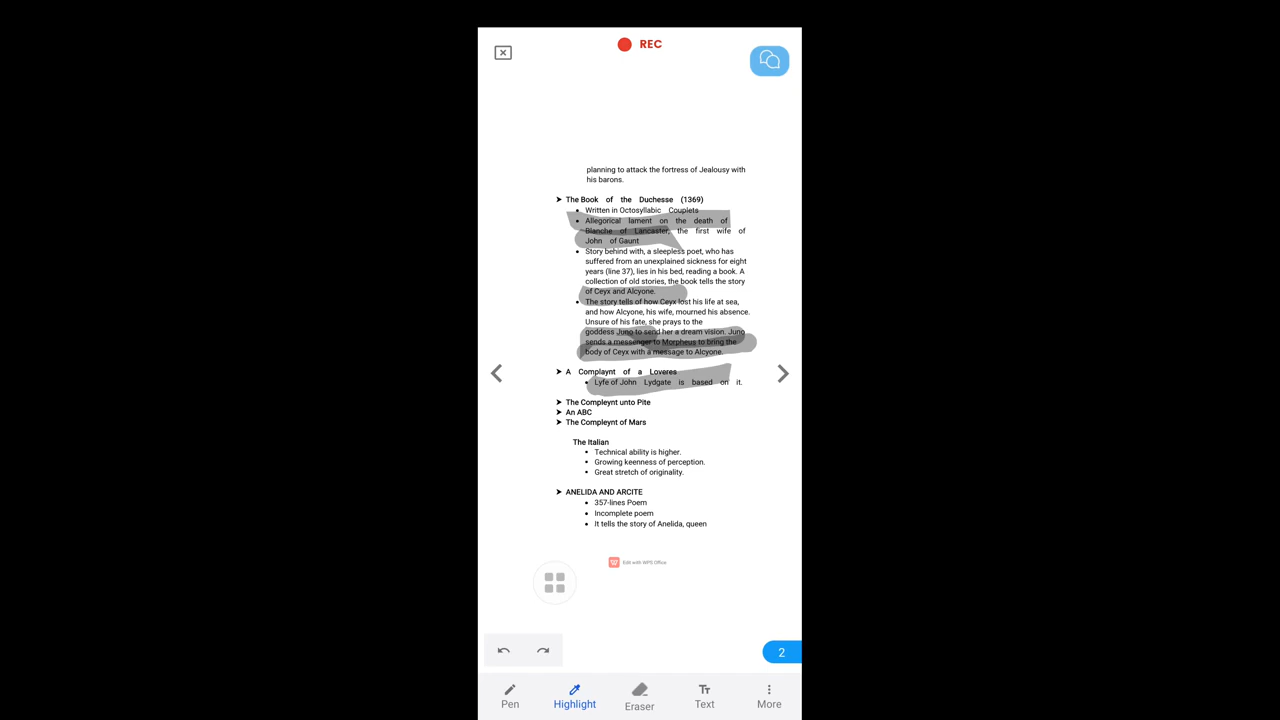 REC
planning to attack the fortress of Jealousy with
his barons.
➤ The Book of the Duchesse (1369)
• Written in Octosyllabic Couplets
• Allegorical lament on the death of
Blanche of Lancaster, the first wife of
John of Gaunt
• Story behind with, a sleepless poet, who has
suffered from an unexplained sickness for eight
years (line 37), lies in his bed, reading a book. A
collection of old stories, the book tells the story
of Ceyx and Alcyone.
• The story tells of how Ceyx lost his life at sea,
and how Alcyone, his wife, mourned his absence.
Unsure of his fate, she prays to the
goddess Juno to send her a dream vision. Juno
sends a messenger to Morpheus to bring the
body of Ceyx with a message to Alcyone.
➤ A Complaynt of a Loveres
• Lyfe of John Lydgate is based on it.
➤ The Compleynt unto Pite
➤ An ABC
➤ The Compleynt of Mars
The Italian
• Technical ability is higher.
• Growing keenness of perception.
• Great stretch of originality.
➤ ANELIDA AND ARCITE
• 357-lines Poem
• Incomplete poem
• It tells the story of Anelida, queen
Edit with WPS Office
2
Pen Highlight Eraser Text More